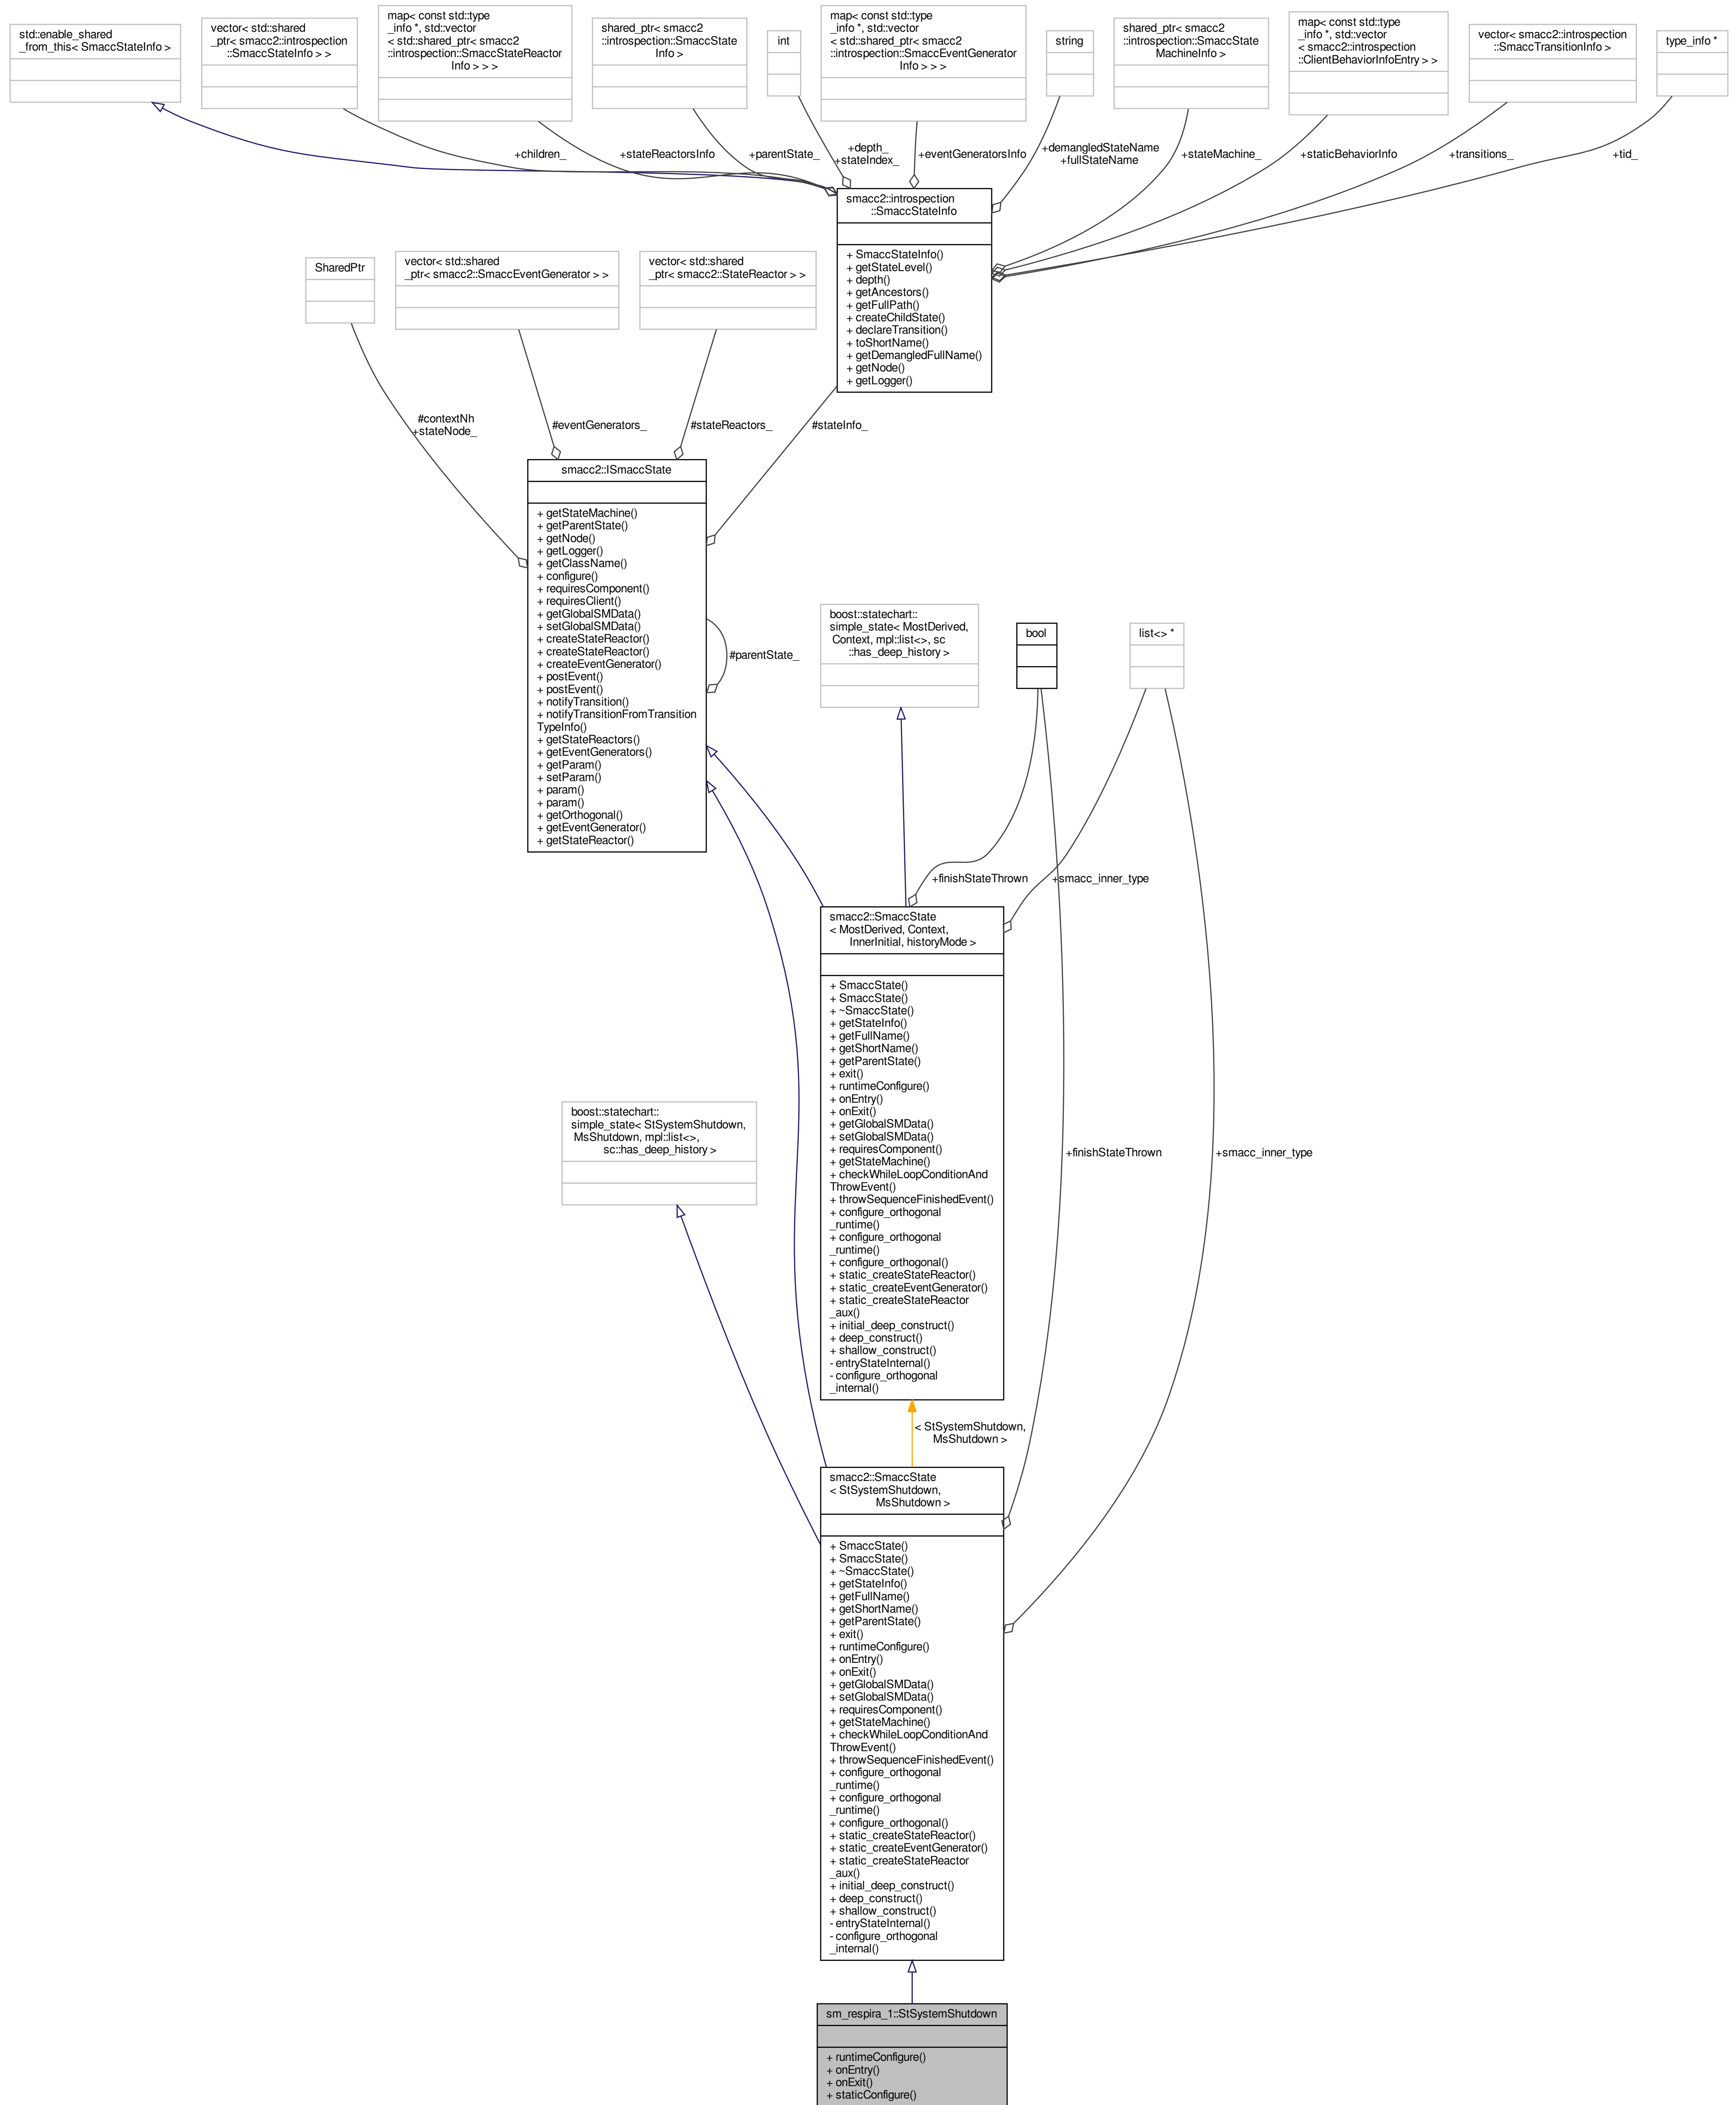 std::enable_shared
_from_this< SmaccStateInfo >
vector< std::shared
_ptr< smacc2::introspection
::SmaccStateInfo > >
map< const std::type
_info *, std::vector
< std::shared_ptr< smacc2
::introspection::SmaccStateReactor
Info > > >
shared_ptr< smacc2
::introspection::SmaccState
Info >
int
map< const std::type
_info *, std::vector
< std::shared_ptr< smacc2
::introspection::SmaccEventGenerator
Info > > >
string
shared_ptr< smacc2
::introspection::SmaccState
MachineInfo >
map< const std::type
_info *, std::vector
< smacc2::introspection
::ClientBehaviorInfoEntry > >
vector< smacc2::introspection
::SmaccTransitionInfo >
type_info *
+children_
+stateReactorsInfo
+parentState_
+depth_
+stateIndex_
+eventGeneratorsInfo
+demangledStateName
+fullStateName
+stateMachine_
+staticBehaviorInfo
+transitions_
+tid_
smacc2::introspection
::SmaccStateInfo
+ SmaccStateInfo()
+ getStateLevel()
+ depth()
+ getAncestors()
+ getFullPath()
+ createChildState()
+ declareTransition()
+ toShortName()
+ getDemangledFullName()
+ getNode()
+ getLogger()
SharedPtr
vector< std::shared
_ptr< smacc2::SmaccEventGenerator > >
vector< std::shared
_ptr< smacc2::StateReactor > >
#contextNh
+stateNode_
#eventGenerators_
#stateReactors_
#stateInfo_
smacc2::ISmaccState
+ getStateMachine()
+ getParentState()
+ getNode()
+ getLogger()
+ getClassName()
+ configure()
+ requiresComponent()
+ requiresClient()
+ getGlobalSMData()
+ setGlobalSMData()
+ createStateReactor()
+ createStateReactor()
+ createEventGenerator()
+ postEvent()
+ postEvent()
+ notifyTransition()
+ notifyTransitionFromTransition
TypeInfo()
+ getStateReactors()
+ getEventGenerators()
+ getParam()
+ setParam()
+ param()
+ param()
+ getOrthogonal()
+ getEventGenerator()
+ getStateReactor()
#parentState_
boost::statechart::
simple_state< MostDerived,
Context, mpl::list<>, sc
::has_deep_history >
bool
list<> *
+finishStateThrown
+smacc_inner_type
smacc2::SmaccState
< MostDerived, Context,
InnerInitial, historyMode >
+ SmaccState()
+ SmaccState()
+ ~SmaccState()
+ getStateInfo()
+ getFullName()
+ getShortName()
+ getParentState()
+ exit()
+ runtimeConfigure()
+ onEntry()
+ onExit()
+ getGlobalSMData()
+ setGlobalSMData()
+ requiresComponent()
+ getStateMachine()
+ checkWhileLoopConditionAnd
ThrowEvent()
+ throwSequenceFinishedEvent()
+ configure_orthogonal
_runtime()
+ configure_orthogonal
_runtime()
+ configure_orthogonal()
+ static_createStateReactor()
+ static_createEventGenerator()
+ static_createStateReactor
_aux()
+ initial_deep_construct()
+ deep_construct()
+ shallow_construct()
- entryStateInternal()
- configure_orthogonal
_internal()
boost::statechart::
simple_state< StSystemShutdown,
MsShutdown, mpl::list<>,
sc::has_deep_history >
+finishStateThrown
+smacc_inner_type
< StSystemShutdown,
MsShutdown >
smacc2::SmaccState
< StSystemShutdown,
MsShutdown >
+ SmaccState()
+ SmaccState()
+ ~SmaccState()
+ getStateInfo()
+ getFullName()
+ getShortName()
+ getParentState()
+ exit()
+ runtimeConfigure()
+ onEntry()
+ onExit()
+ getGlobalSMData()
+ setGlobalSMData()
+ requiresComponent()
+ getStateMachine()
+ checkWhileLoopConditionAnd
ThrowEvent()
+ throwSequenceFinishedEvent()
+ configure_orthogonal
_runtime()
+ configure_orthogonal
_runtime()
+ configure_orthogonal()
+ static_createStateReactor()
+ static_createEventGenerator()
+ static_createStateReactor
_aux()
+ initial_deep_construct()
+ deep_construct()
+ shallow_construct()
- entryStateInternal()
- configure_orthogonal
_internal()
sm_respira_1::StSystemShutdown
+ runtimeConfigure()
+ onEntry()
+ onExit()
+ staticConfigure()